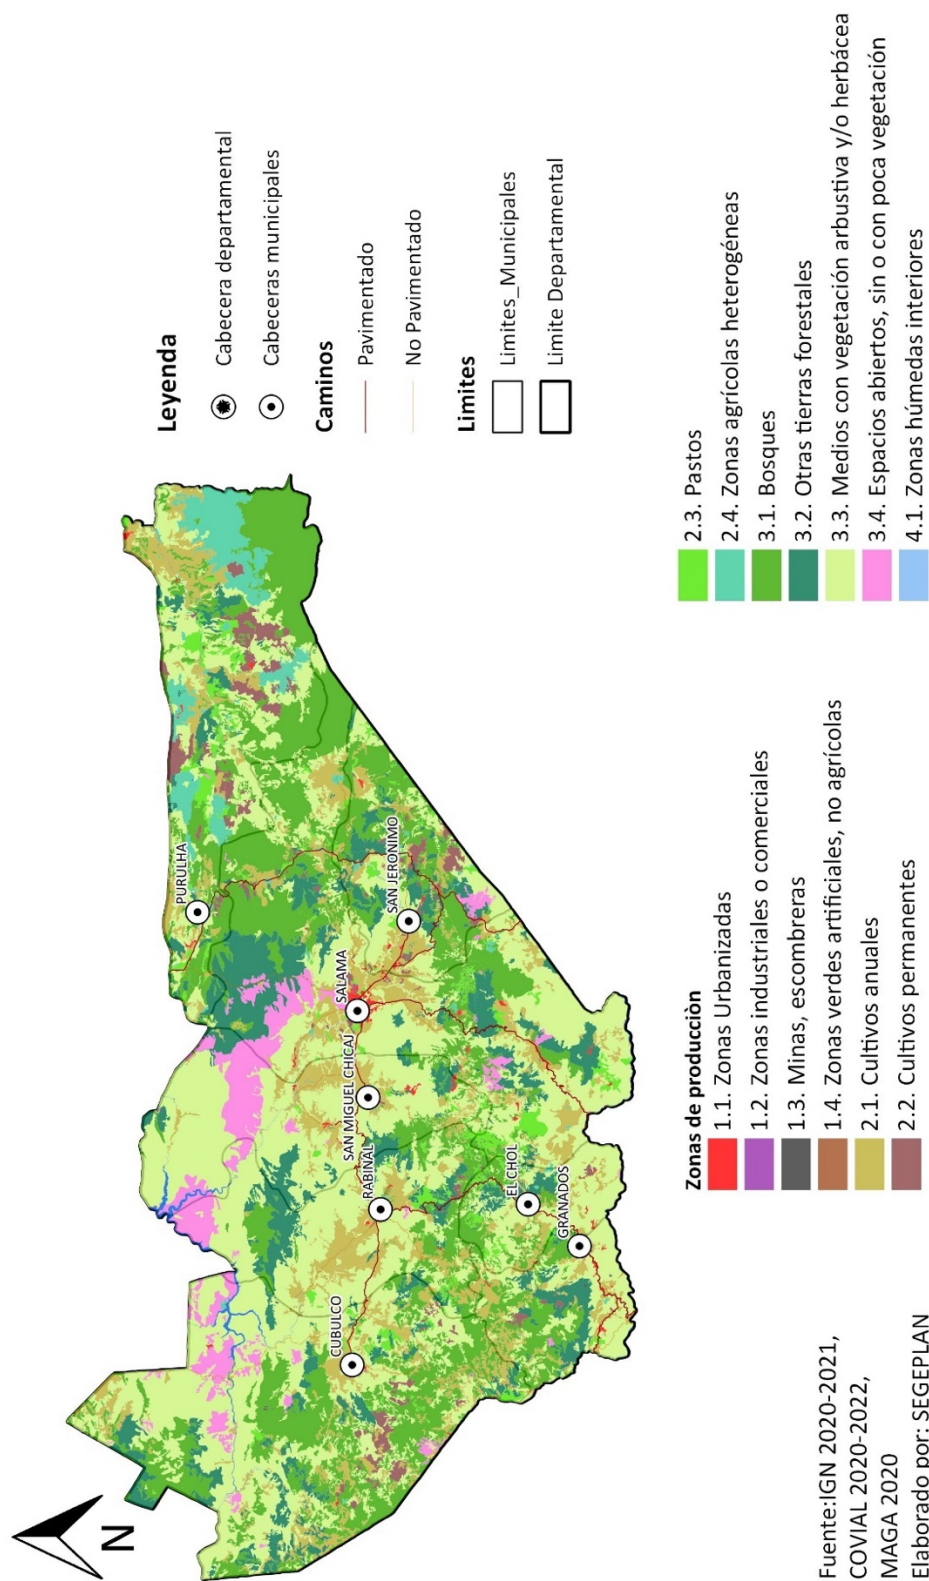 N
PURULHA
SAN JERONIMO
SALAMA
SAN MIGUEL CHICAJ
RABINAL
CUBULCO
EL CHOL
GRANADOS
Leyenda
Cabecera departamental
Cabeceras municipales
Caminos
Pavimentado
No Pavimentado
Limites
Limites_Municipales
Limite Departamental
Fuente:IGN 2020-2021,
COVIAL 2020-2022,
MAGA 2020
Elaborado por: SEGEPLAN
Zonas de producciòn
1.1. Zonas Urbanizadas
1.2. Zonas industriales o comerciales
1.3. Minas, escombreras
1.4. Zonas verdes artificiales, no agrícolas
2.1. Cultivos anuales
2.2. Cultivos permanentes
2.3. Pastos
2.4. Zonas agrícolas heterogéneas
3.1. Bosques
3.2. Otras tierras forestales
3.3. Medios con vegetación arbustiva y/o herbácea
3.4. Espacios abiertos, sin o con poca vegetación
4.1. Zonas húmedas interiores